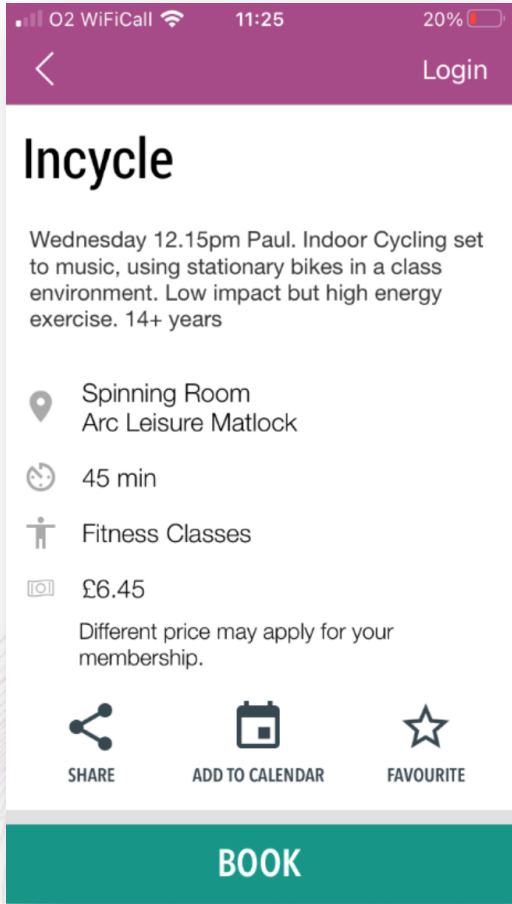 O2 WiFiCall 11:25 20%
Login
Incycle
Wednesday 12.15pm Paul. Indoor Cycling set
to music, using stationary bikes in a class
environment. Low impact but high energy
exercise. 14+ years
Spinning Room
Arc Leisure Matlock
45 min
Fitness Classes
£6.45
Different price may apply for your
membership.
SHARE ADD TO CALENDAR FAVOURITE
BOOK